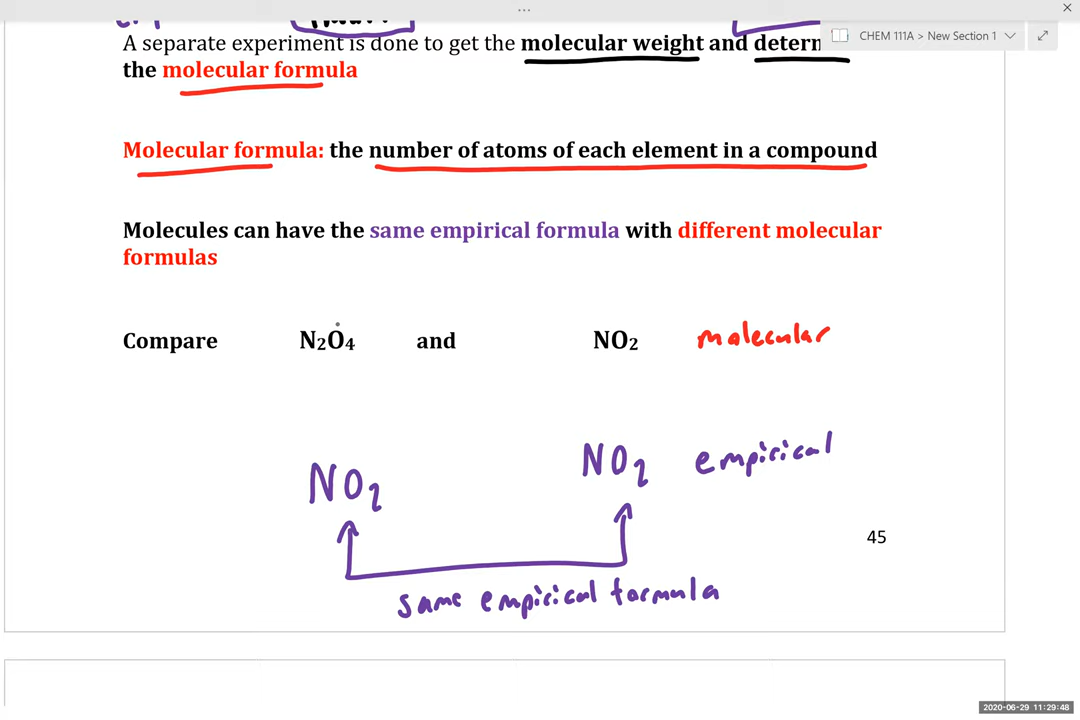 A separate experiment is done to get the molecular weight and determ
CHEM 111A > New Section 1
the molecular formula
Molecular formula: the number of atoms of each element in a compound
Molecules can have the same empirical formula with different molecular
formulas
Compare N₂O₄ and NO₂ molecular
NO₂ NO₂ empirical
45
same empirical formula
2020-06-29 11:29:48